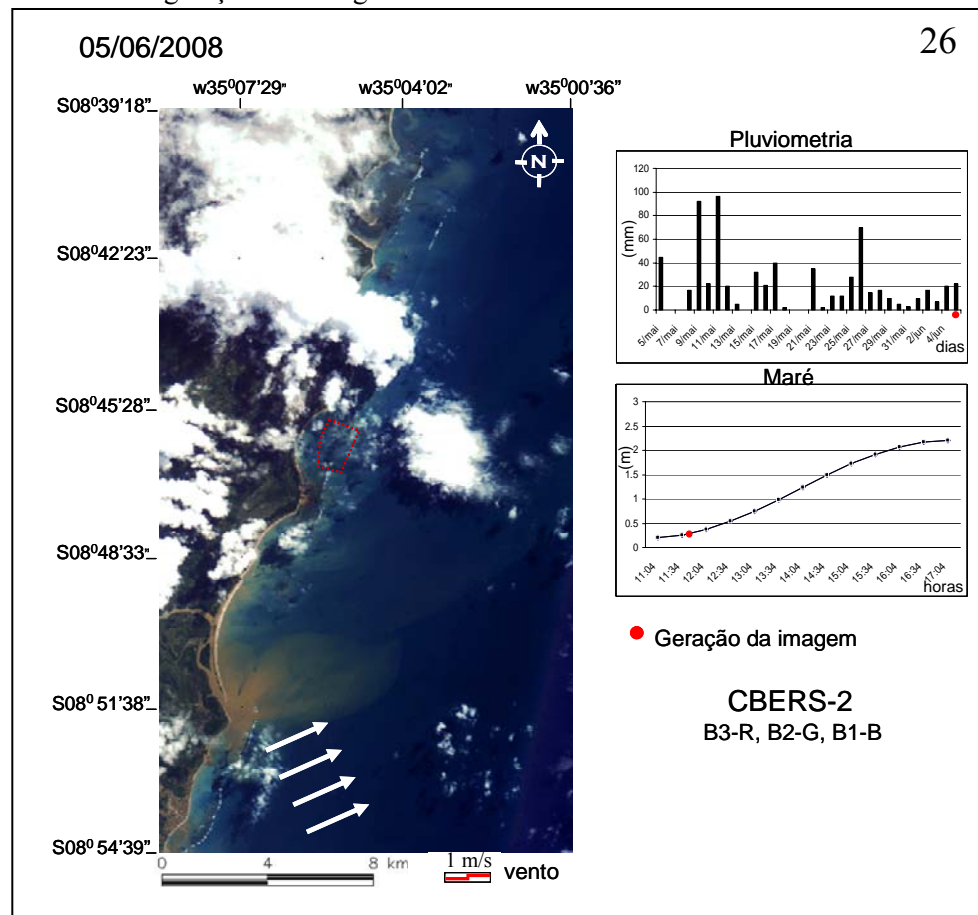 05/06/2008
26
w35⁰07'29" w35⁰04'02" w35⁰00'36"
S08⁰39'18"
S08⁰42'23"
S08⁰45'28"
S08⁰48'33"
S08⁰ 51'38"
S08⁰ 54'39"
N
0 4 8 km
1 m/s
vento
Pluviometria
(mm)
120
100
80
60
40
20
0
5/mai 7/mai 9/mai 11/mai 13/mai 15/mai 17/mai 19/mai 21/mai 23/mai 25/mai 27/mai 29/mai 31/mai 2/jun 4/jun
dias
Maré
(m)
3
2.5
2
1.5
1
0.5
0
11:04 11:34 12:04 12:34 13:04 13:34 14:04 14:34 15:04 15:34 16:04 16:34 17:04
horas
Geração da imagem
CBERS-2
B3-R, B2-G, B1-B